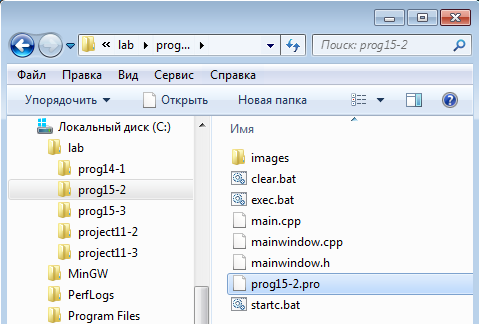 « lab ▸ prog... ▸
Поиск: prog15-2
Файл Правка Вид Сервис Справка
Упорядочить Открыть Новая папка
Локальный диск (C:)
lab
prog14-1
prog15-2
prog15-3
project11-2
project11-3
MinGW
PerfLogs
Program Files
Имя
images
clear.bat
exec.bat
main.cpp
mainwindow.cpp
mainwindow.h
prog15-2.pro
startc.bat